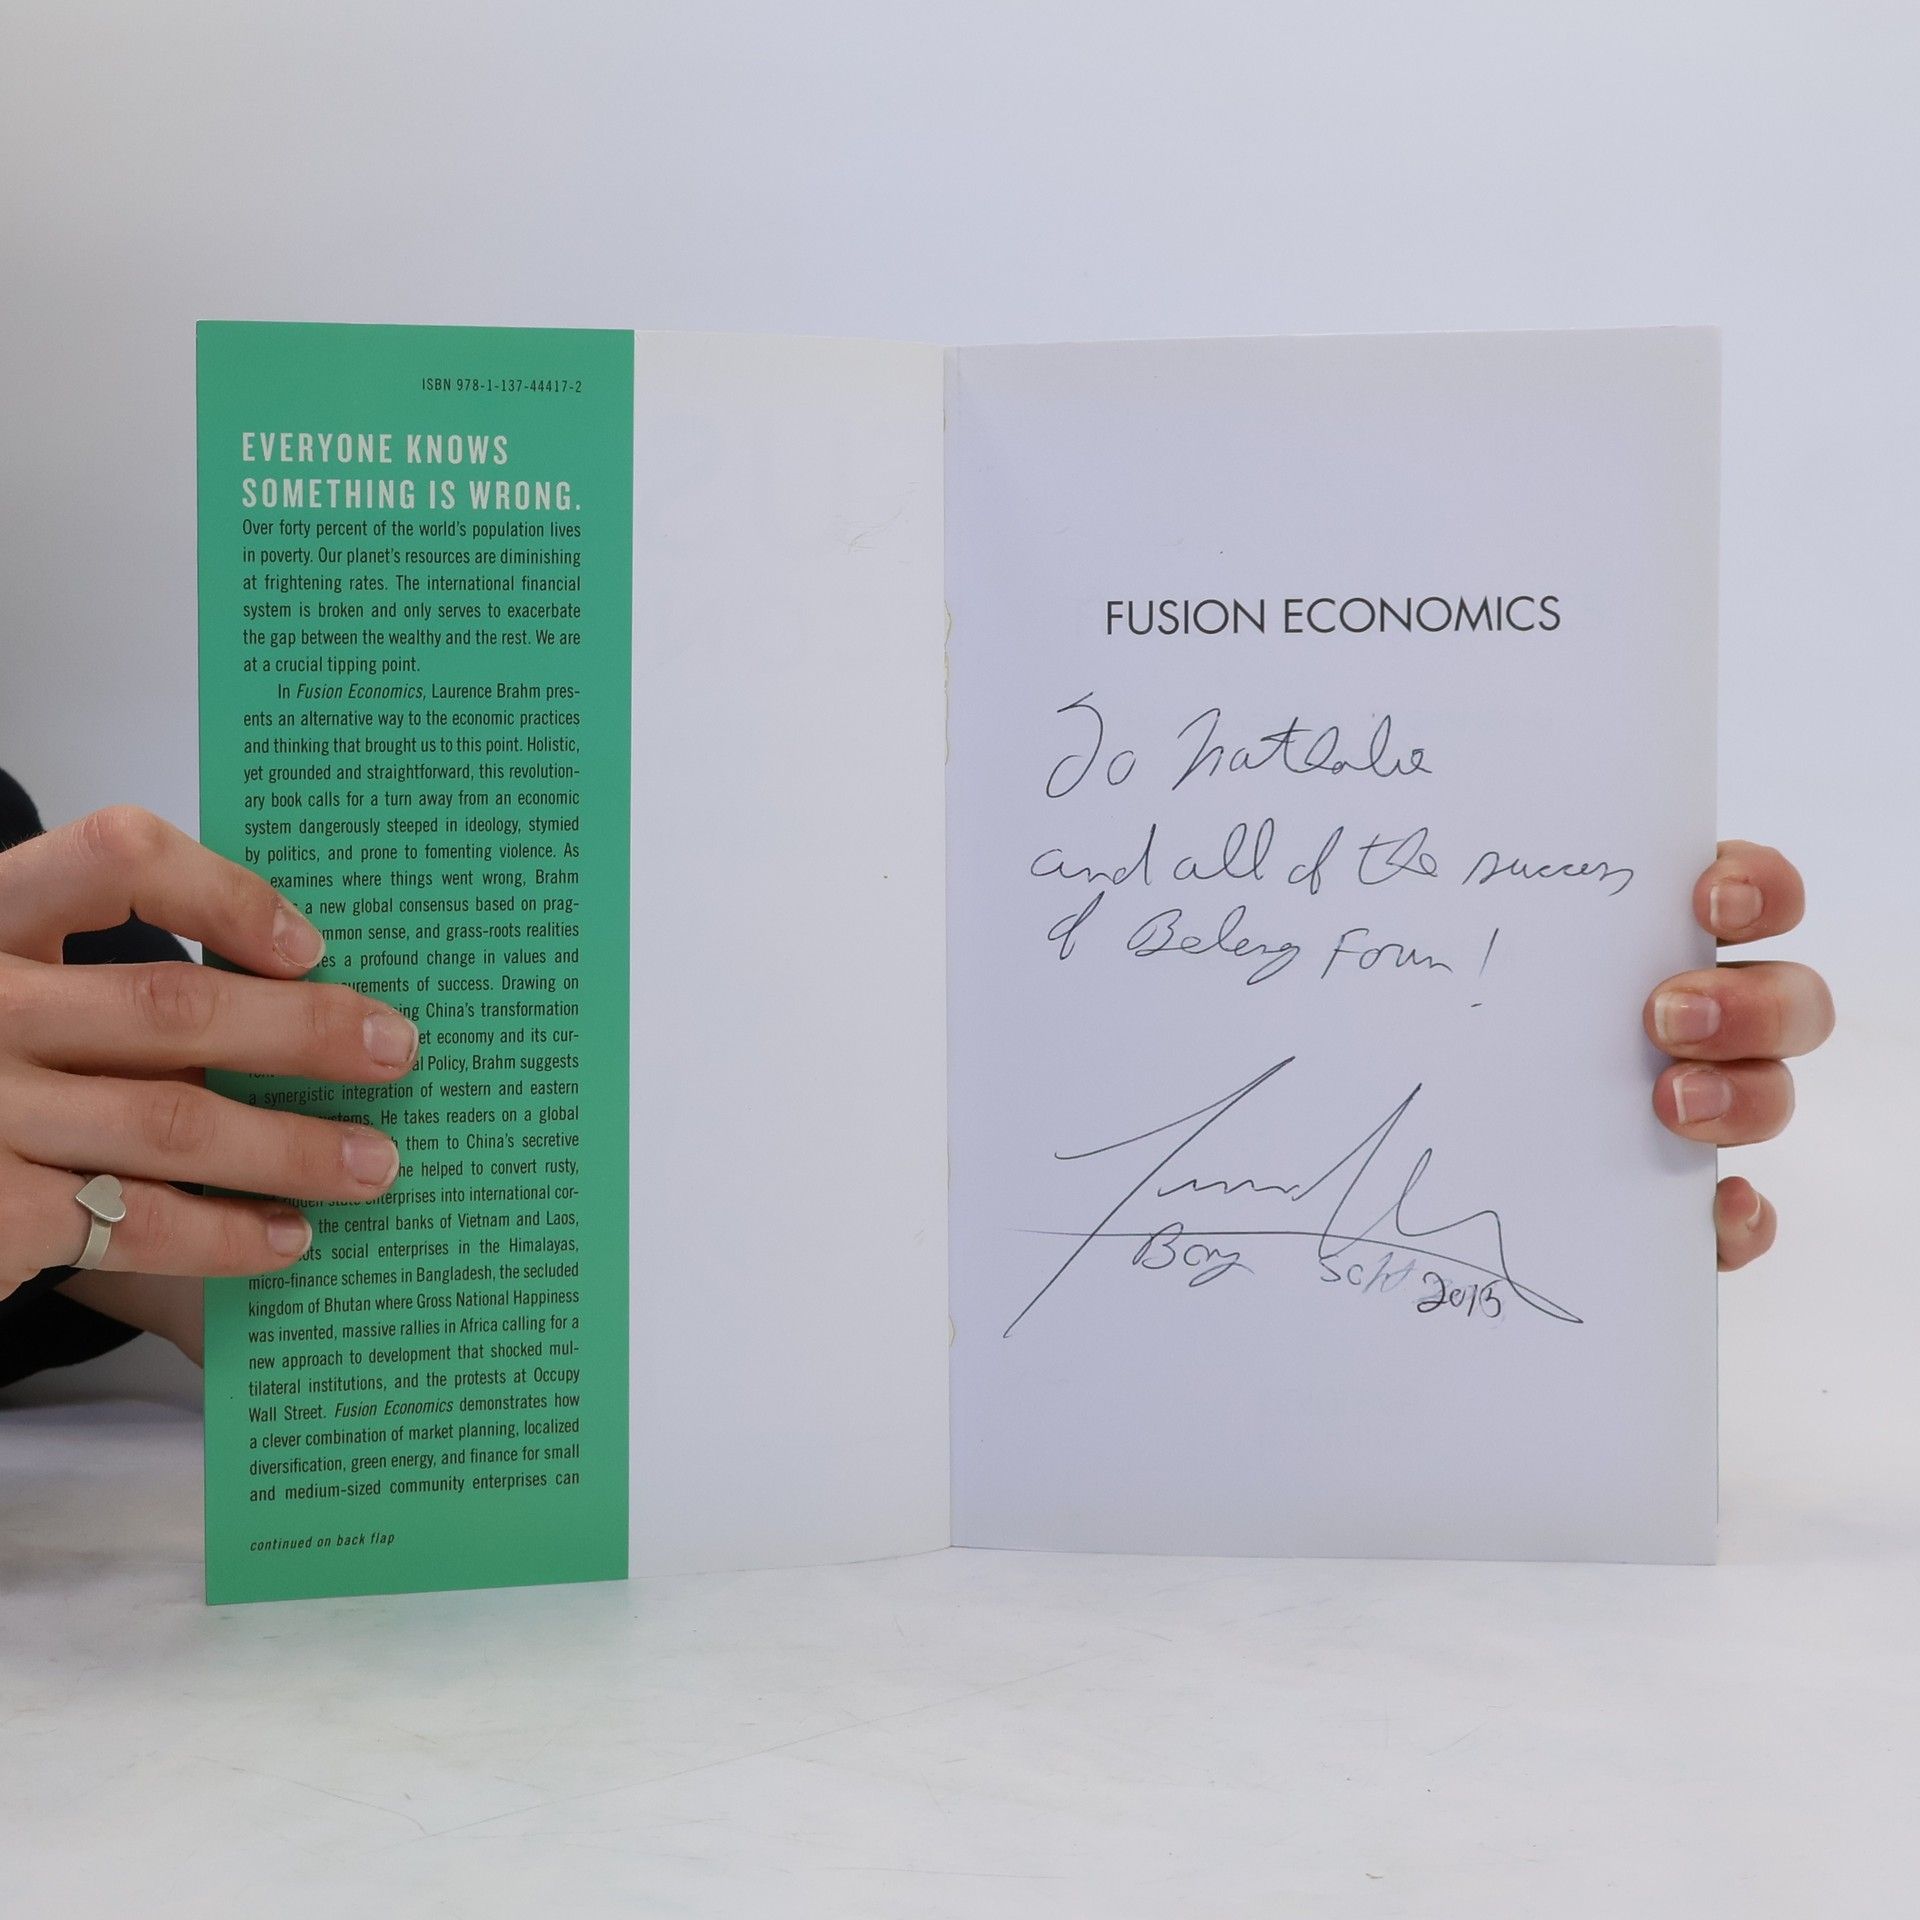 ISBN 978-1-137-44417-2
EVERYONE KNOWS
SOMETHING IS WRONG.
Over forty percent of the world's population lives
in poverty. Our planet's resources are diminishing
at frightening rates. The international financial
system is broken and only serves to exacerbate
the gap between the wealthy and the rest. We are
at a crucial tipping point.
In Fusion Economics, Laurence Brahm pres-
ents an alternative way to the economic practices
and thinking that brought us to this point. Holistic,
yet grounded and straightforward, this revolution-
ary book calls for a turn away from an economic
system dangerously steeped in ideology, stymied
by politics, and prone to fomenting violence. As
examines where things went wrong, Brahm
a new global consensus based on prag-
mmon sense, and grass-roots realities
es a profound change in values and
urements of success. Drawing on
ing China's transformation
et economy and its cur-
al Policy, Brahm suggests
a synergistic integration of western and eastern
stems. He takes readers on a global
them to China's secretive
he helped to convert rusty,
state enterprises into international cor-
the central banks of Vietnam and Laos,
ots social enterprises in the Himalayas,
micro-finance schemes in Bangladesh, the secluded
kingdom of Bhutan where Gross National Happiness
was invented, massive rallies in Africa calling for a
new approach to development that shocked mul-
tilateral institutions, and the protests at Occupy
Wall Street. Fusion Economics demonstrates how
a clever combination of market planning, localized
diversification, green energy, and finance for small
and medium-sized community enterprises can
continued on back flap
FUSION ECONOMICS
To Nathalie
and all of the success
of Forum!
2015